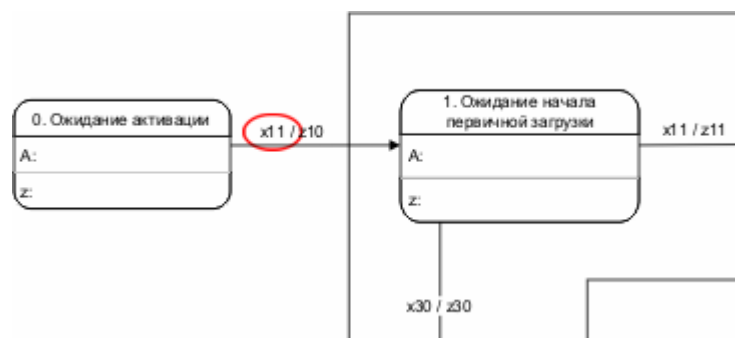 0. Ожидание активации
A:
z:
x11 / z10
1. Ожидание начала
первичной загрузки
A:
z:
x11 / z11
x30 / z30